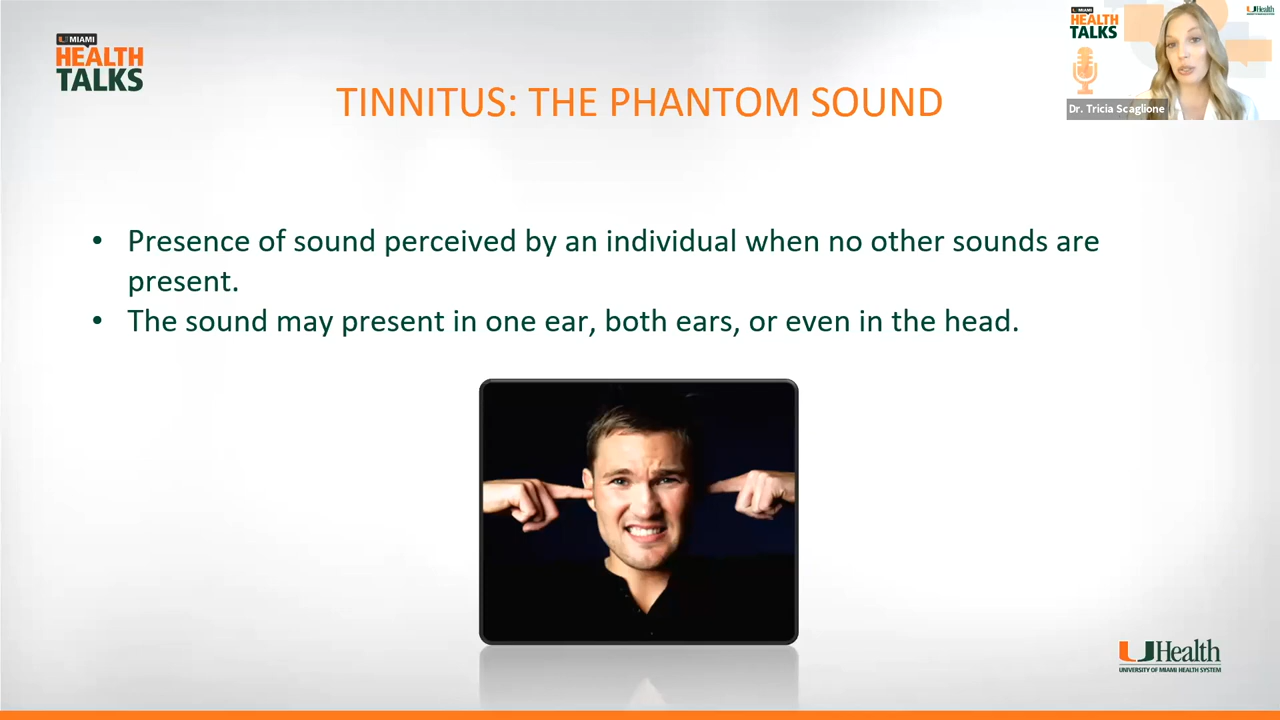 MIAMI
HEALTH
TALKS
TINNITUS: THE PHANTOM SOUND
HEALTH
TALKS
UHealth
Dr. Tricia Scaglione
• Presence of sound perceived by an individual when no other sounds are
present.
• The sound may present in one ear, both ears, or even in the head.
UHealth
UNIVERSITY OF MIAMI HEALTH SYSTEM